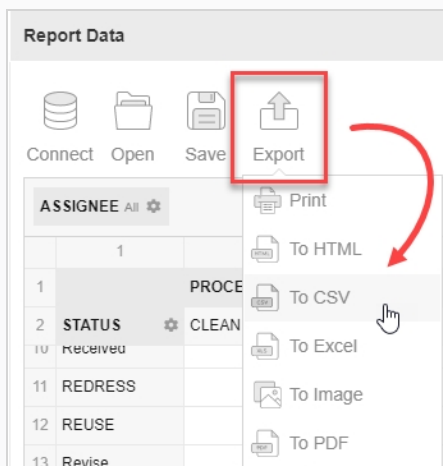 Report Data
Connect Open Save Export
ASSIGNEE All
Print
1
To HTML
1 PROCE
To CSV
2 STATUS CLEAN
10 Received
To Excel
11 REDRESS
To Image
12 REUSE
To PDF
13 Revise